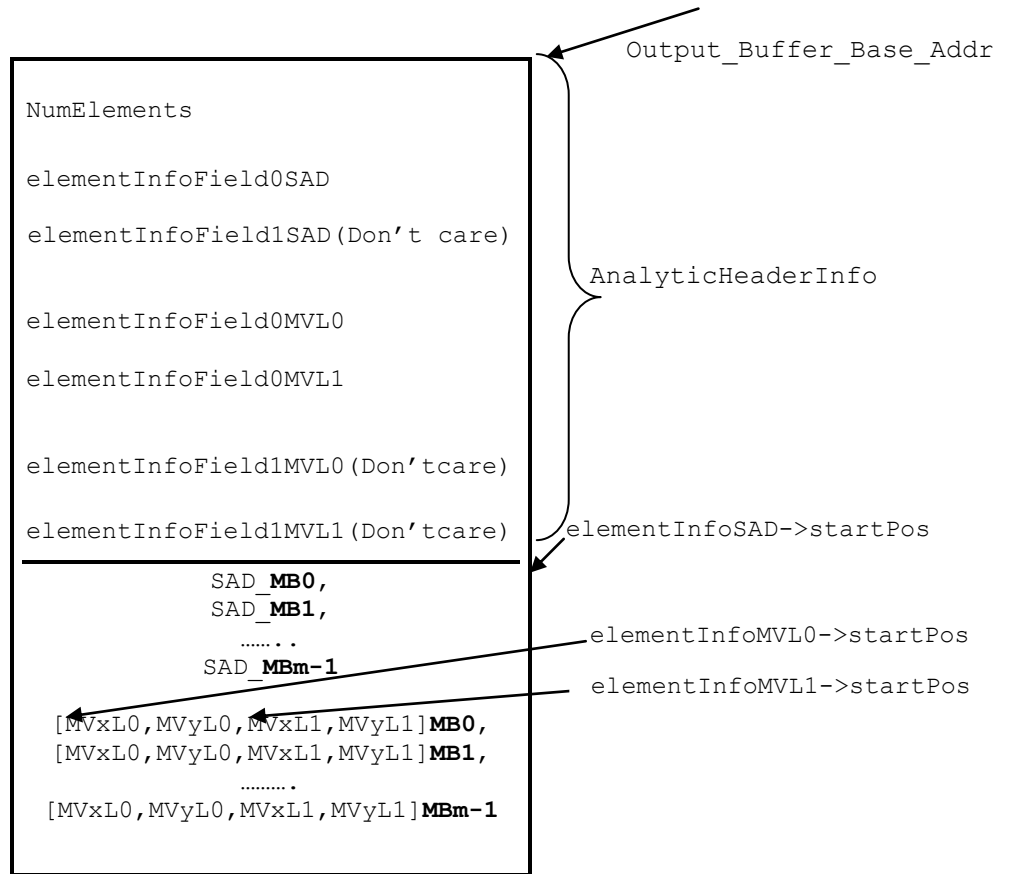 Output_Buffer_Base_Addr
NumElements
elementInfoField0SAD
elementInfoField1SAD(Don’t care)
AnalyticHeaderInfo
elementInfoField0MVL0
elementInfoField0MVL1
elementInfoField1MVL0(Don’tcare)
elementInfoField1MVL1(Don’tcare)
elementInfoSAD->startPos
SAD_MB0,
SAD_MB1,
……..
SAD_MBm-1
elementInfoMVL0->startPos
elementInfoMVL1->startPos
[MVxL0,MVyL0,MVxL1,MVyL1]MB0,
[MVxL0,MVyL0,MVxL1,MVyL1]MB1,
……….
[MVxL0,MVyL0,MVxL1,MVyL1]MBm-1